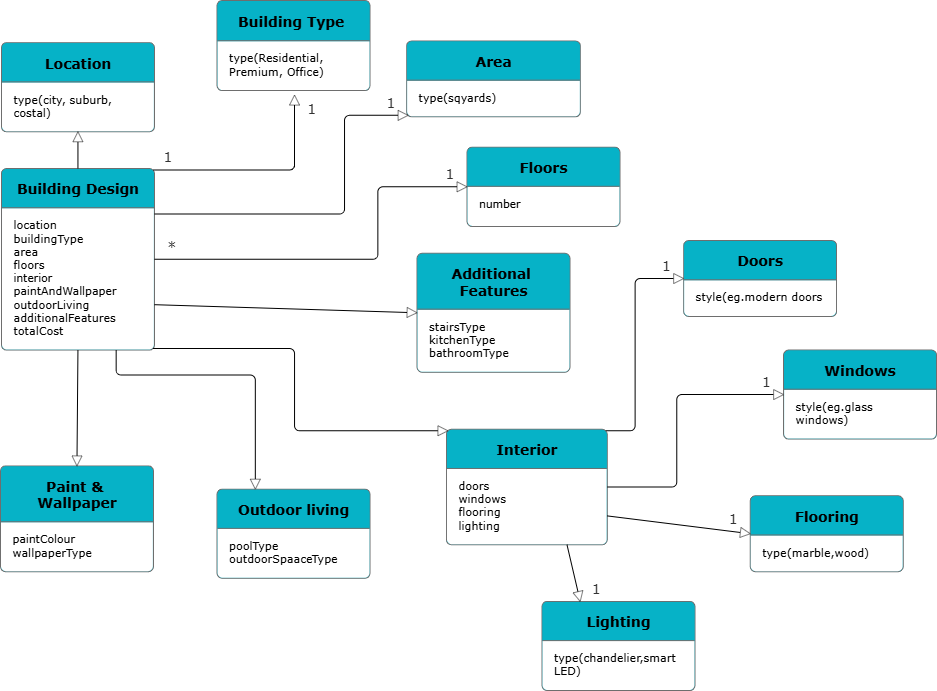 Building Type
type(Residential,
Premium, Office)
Location
type(city, suburb,
costal)
Area
type(sqyards)
1
1
1
Building Design
location
buildingType
area
floors
interior
paintAndWallpaper
outdoorLiving
additionalFeatures
totalCost
Floors
number
1
*
Additional
Features
stairsType
kitchenType
bathroomType
Doors
style(eg.modern doors
1
Windows
style(eg.glass
windows)
1
Interior
doors
windows
flooring
lighting
Paint &
Wallpaper
paintColour
wallpaperType
Outdoor living
poolType
outdoorSpaaceType
Flooring
type(marble,wood)
1
1
Lighting
type(chandelier,smart
LED)